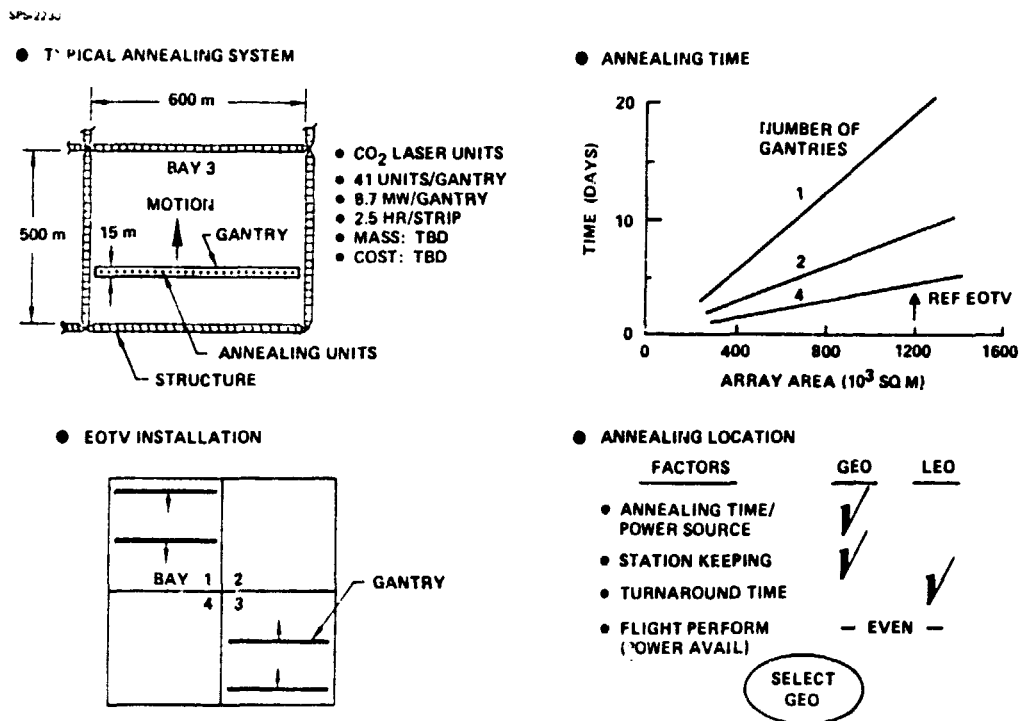 ● TYPICAL ANNEALING SYSTEM
600 m
BAY 3
MOTION
500 m
15 m
GANTRY
ANNEALING UNITS
STRUCTURE
● CO₂ LASER UNITS
● 41 UNITS/GANTRY
● 8.7 MW/GANTRY
● 2.5 HR/STRIP
● MASS: TBD
● COST: TBD
● ANNEALING TIME
20
10
0
TIME (DAYS)
NUMBER OF
GANTRIES
1
2
4
REF EOTV
0 400 800 1200 1600
ARRAY AREA (10³ SQ M)
● EOTV INSTALLATION
BAY 1 2
4 3
GANTRY
● ANNEALING LOCATION
FACTORS GEO LEO
● ANNEALING TIME/
POWER SOURCE
● STATION KEEPING
● TURNAROUND TIME
● FLIGHT PERFORM – EVEN –
(POWER AVAIL)
SELECT
GEO